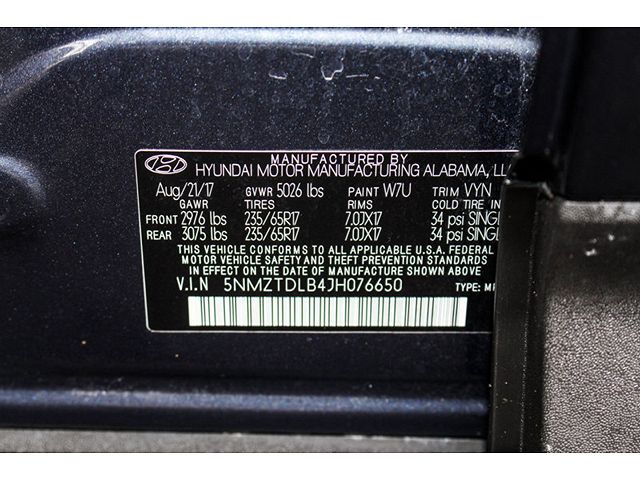 MANUFACTURED BY
HYUNDAI MOTOR MANUFACTURING ALABAMA, LL
Aug/21/17 GVWR 5026 lbs PAINT W7U TRIM VYN
GAWR TIRES RIMS COLD TIRE IN
FRONT 2976 lbs 235/65R17 7.0JX17 34 psi SINGL
REAR 3075 lbs 235/65R17 7.0JX17 34 psi SINGL
THIS VEHICLE CONFORMS TO ALL APPLICABLE U.S.A. FEDERAL
MOTOR VEHICLE SAFETY AND THEFT PREVENTION STANDARDS
IN EFFECT ON THE DATE OF MANUFACTURE SHOWN ABOVE
V.I.N 5NMZTDLB4JH076650 TYPE: MP